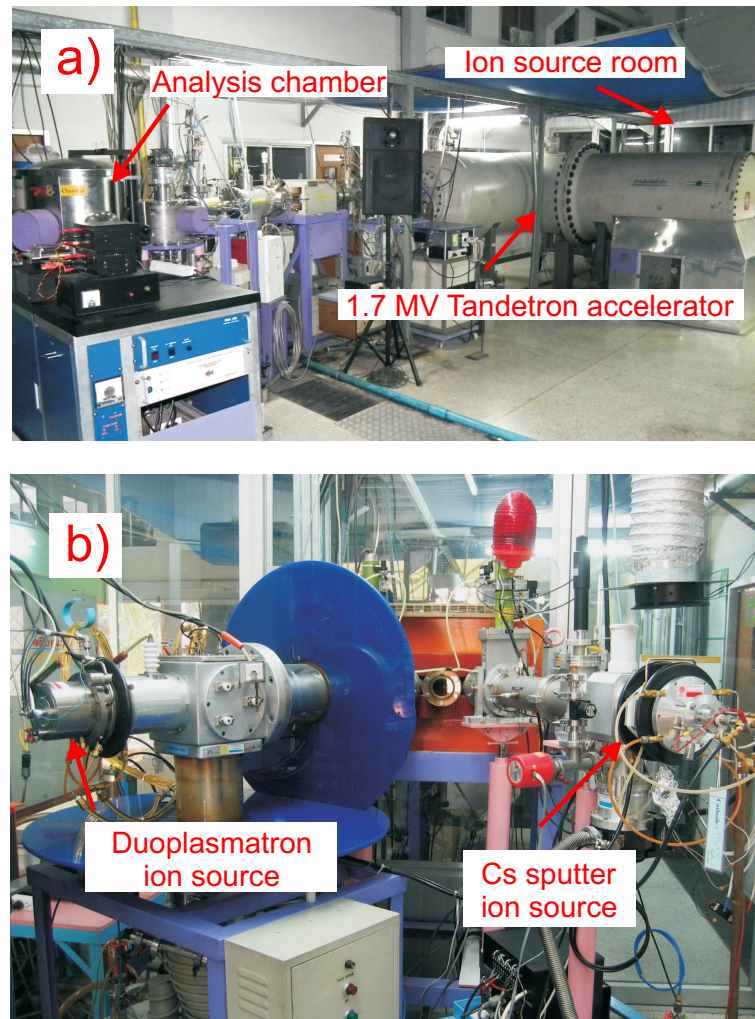 a)
Analysis chamber
Ion source room
1.7 MV Tandetron accelerator
b)
Duoplasmatron
ion source
Cs sputter
ion source